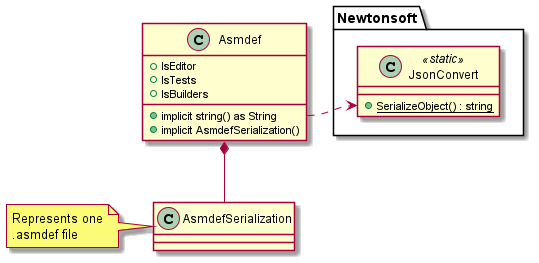 Newtonsoft
C Asmdef
IsEditor
IsTests
IsBuilders
implicit string() as String
implicit AsmdefSerialization()
C «static»
JsonConvert
SerializeObject() : string
Represents one
.asmdef file
C AsmdefSerialization